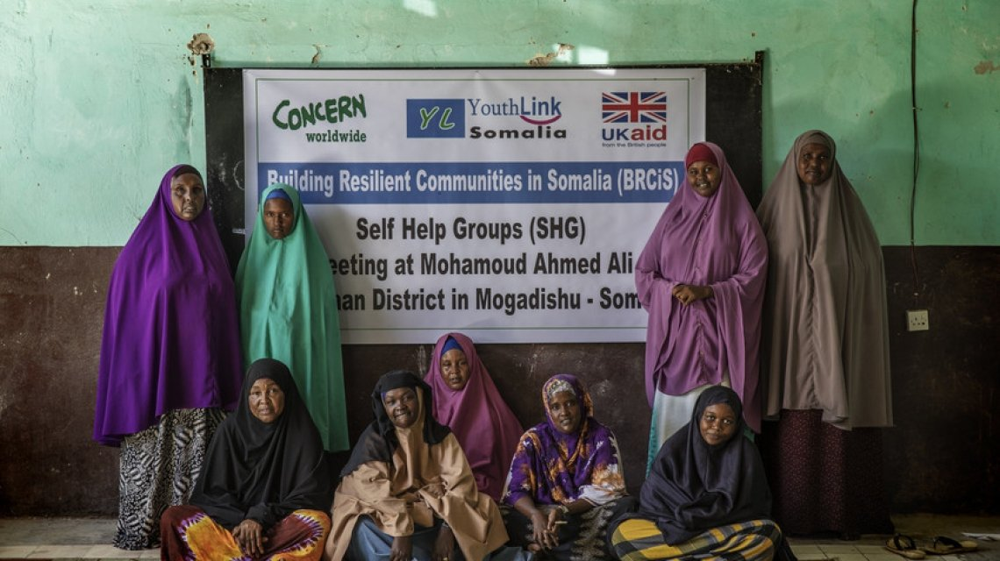 CONCERN
worldwide
YL
YouthLink
Somalia
UKaid
from the British people
Building Resilient Communities in Somalia (BRCiS)
Self Help Groups (SHG)
eeting at Mohamoud Ahmed Ali
District in Mogadishu - Som